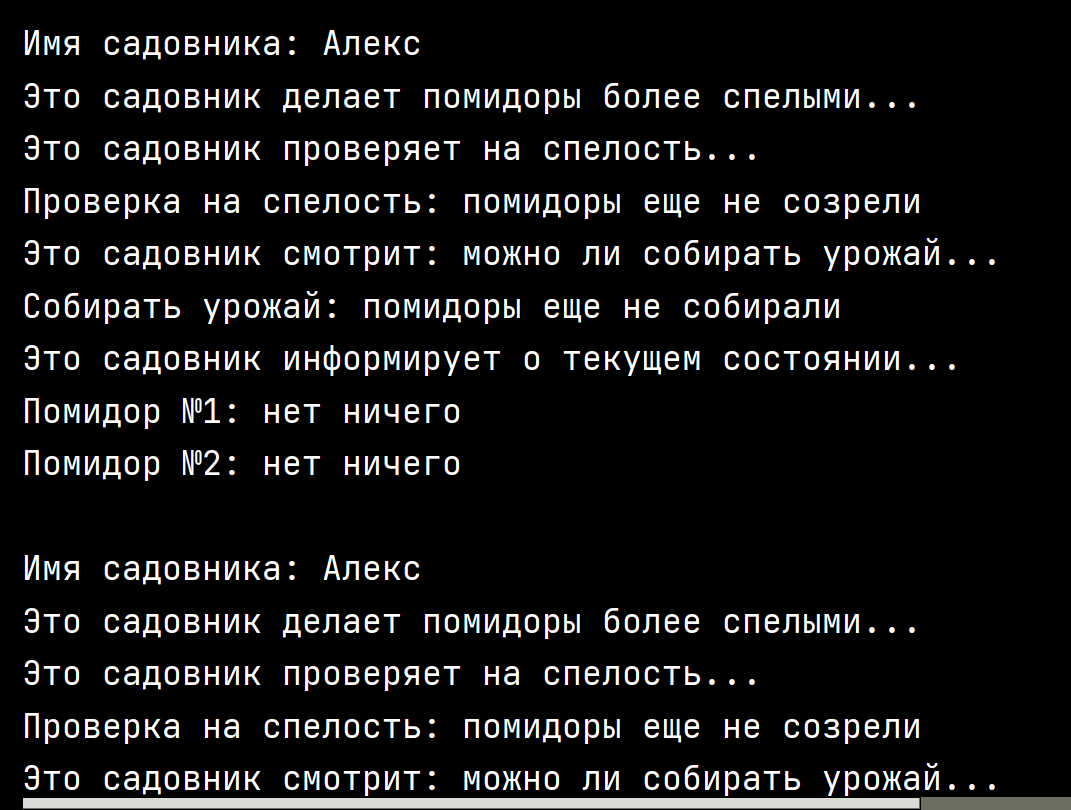 Имя садовника: Алекс
Это садовник делает помидоры более спелыми...
Это садовник проверяет на спелость...
Проверка на спелость: помидоры еще не созрели
Это садовник смотрит: можно ли собирать урожай...
Собирать урожай: помидоры еще не собирали
Это садовник информирует о текущем состоянии...
Помидор №1: нет ничего
Помидор №2: нет ничего
Имя садовника: Алекс
Это садовник делает помидоры более спелыми...
Это садовник проверяет на спелость...
Проверка на спелость: помидоры еще не созрели
Это садовник смотрит: можно ли собирать урожай...